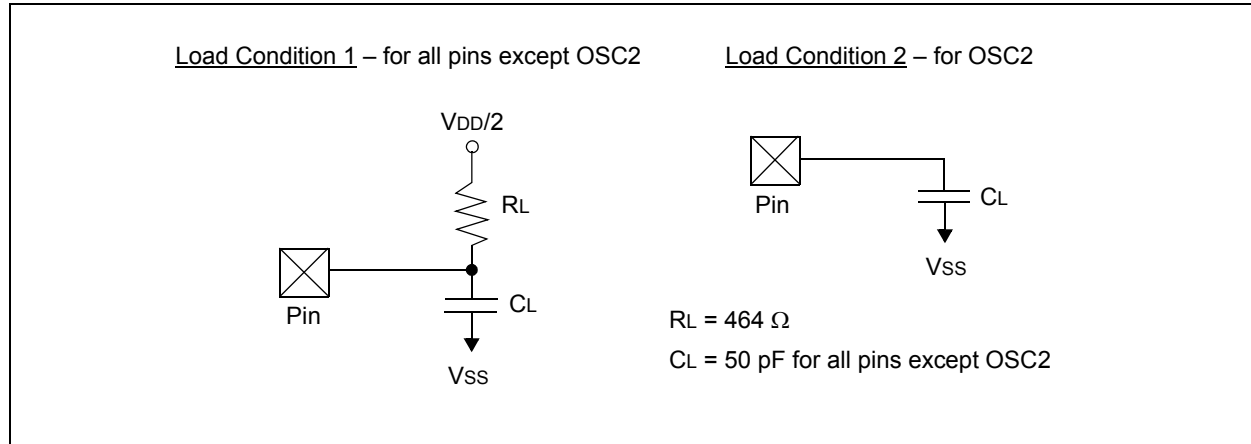 Load Condition 1 – for all pins except OSC2
VDD/2
RL
Pin
CL
VSS
Load Condition 2 – for OSC2
Pin
CL
VSS
RL = 464 Ω
CL = 50 pF for all pins except OSC2